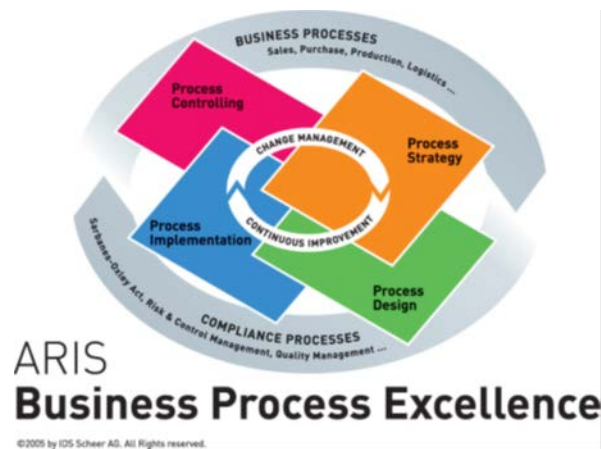 BUSINESS PROCESSES
Sales, Purchase, Production, Logistics ...
Process
Controlling
CHANGE MANAGEMENT
Process
Strategy
Process
Implementation
CONTINUOUS IMPROVEMENT
Process
Design
COMPLIANCE PROCESSES
Sarbanes-Oxley Act, Risk & Control Management, Quality Management ...
ARIS
Business Process Excellence
©2005 by IDS Scheer AG. All Rights reserved.